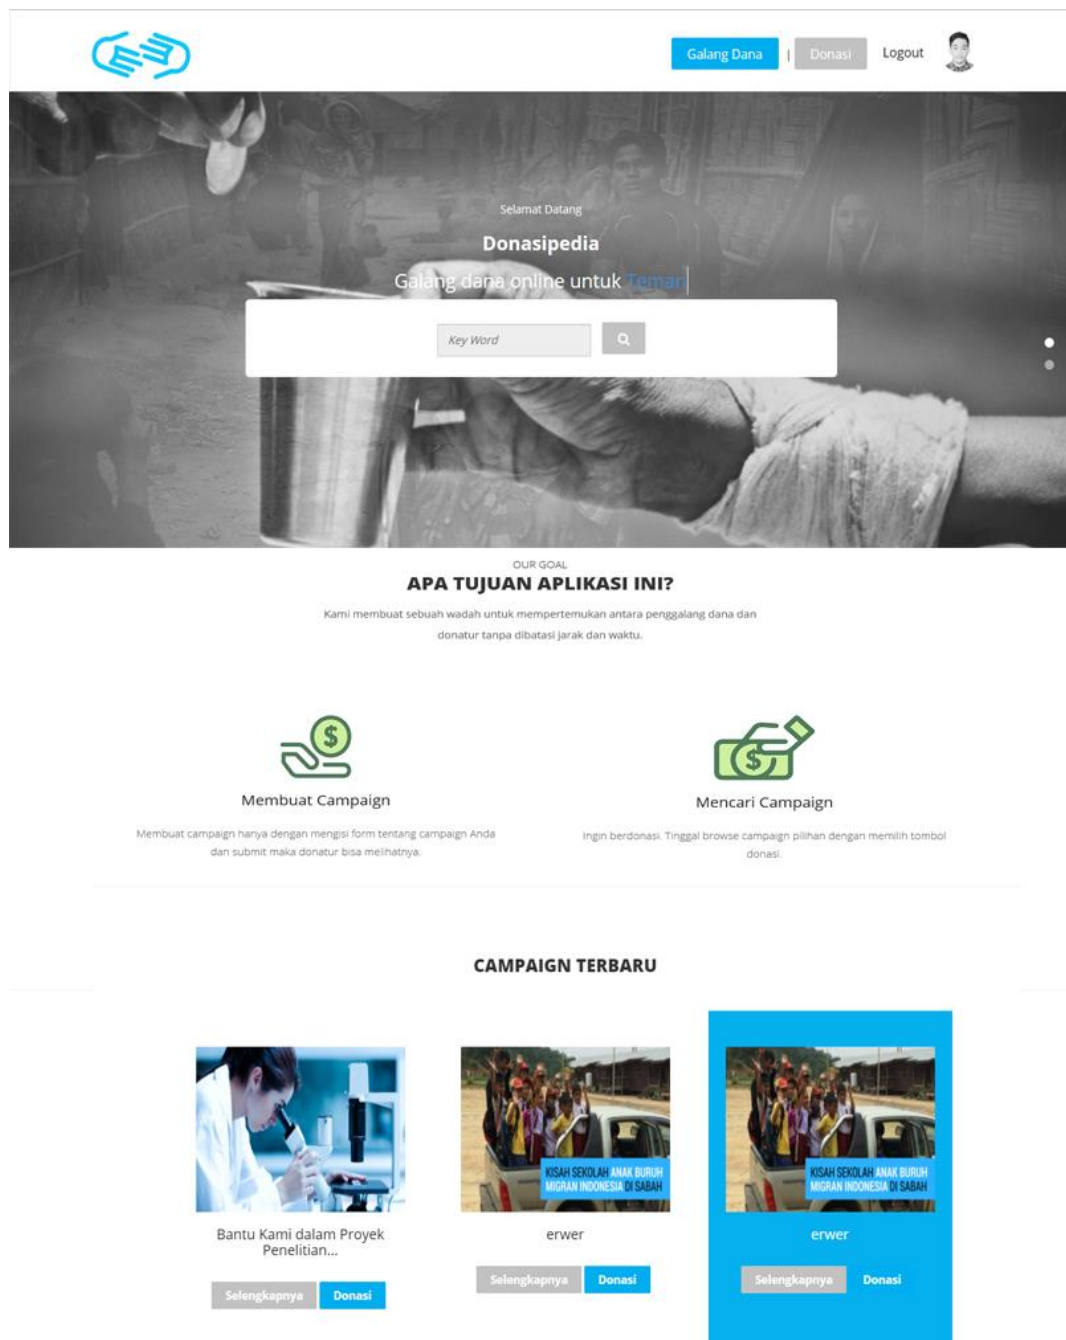 Galang Dana | Donasi Logout
Selamat Datang
Donasipedia
Galang dana online untuk Teman
Key Word
OUR GOAL
APA TUJUAN APLIKASI INI?
Kami membuat sebuah wadah untuk mempertemukan antara penggalang dana dan
donatur tanpa dibatasi jarak dan waktu.
Membuat Campaign
Membuat campaign hanya dengan mengisi form tentang campaign Anda
dan submit maka donatur bisa melihatnya.
Mencari Campaign
Ingin berdonasi. Tinggal browse campaign pilihan dengan memilih tombol
donasi.
CAMPAIGN TERBARU
Bantu Kami dalam Proyek
Penelitian...
Selengkapnya Donasi
KISAH SEKOLAH ANAK BURUH
MIGRAN INDONESIA DI SABAH
erwer
Selengkapnya Donasi
KISAH SEKOLAH ANAK BURUH
MIGRAN INDONESIA DI SABAH
erwer
Selengkapnya Donasi